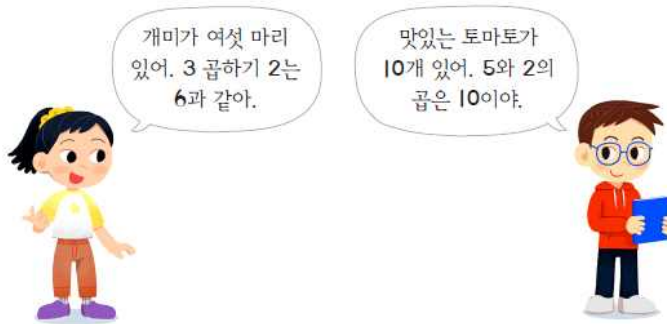 개미가 여섯 마리
있어. 3 곱하기 2는
6과 같아.
맛있는 토마토가
10개 있어. 5와 2의
곱은 10이야.